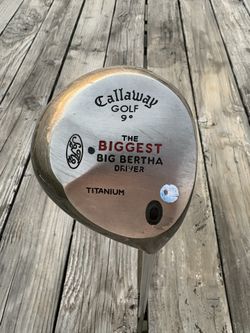 Callaway
GOLF
9°
THE
BIGGEST
BIG BERTHA
DRIVER
TITANIUM